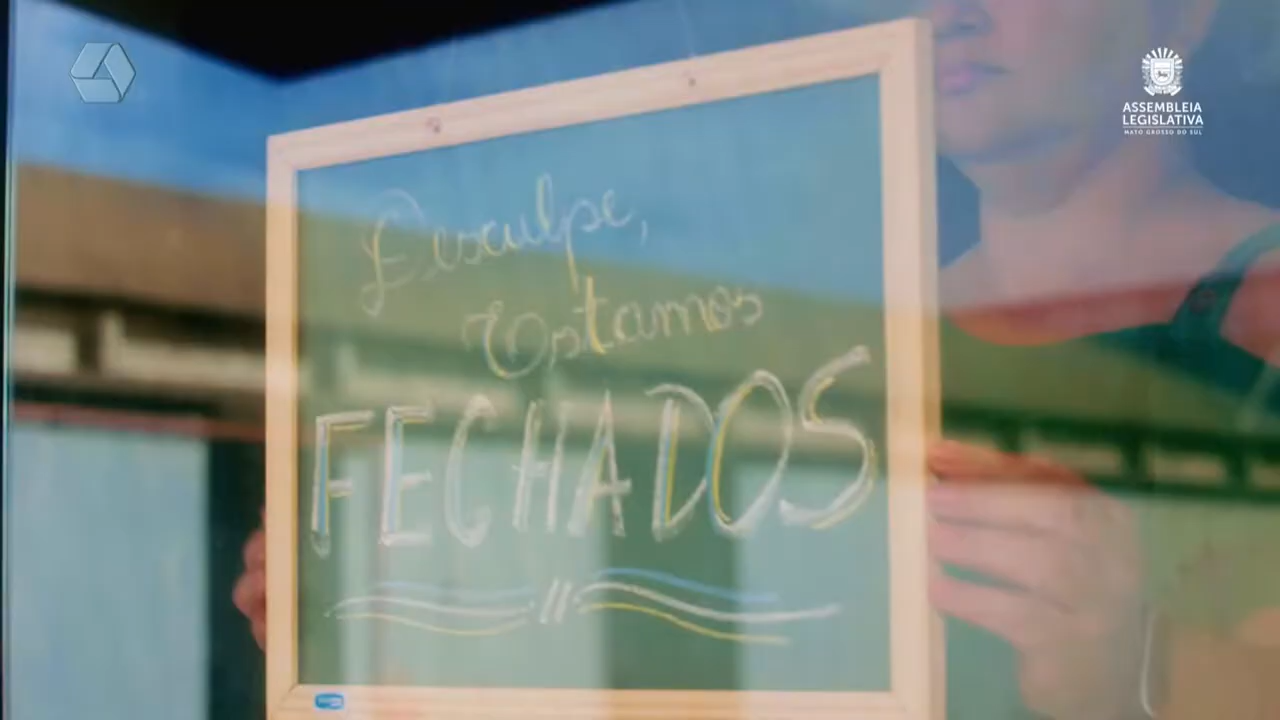 Desculpe,
Estamos
FECHADOS
ASSEMBLEIA
LEGISLATIVA
MATO GROSSO DO SUL